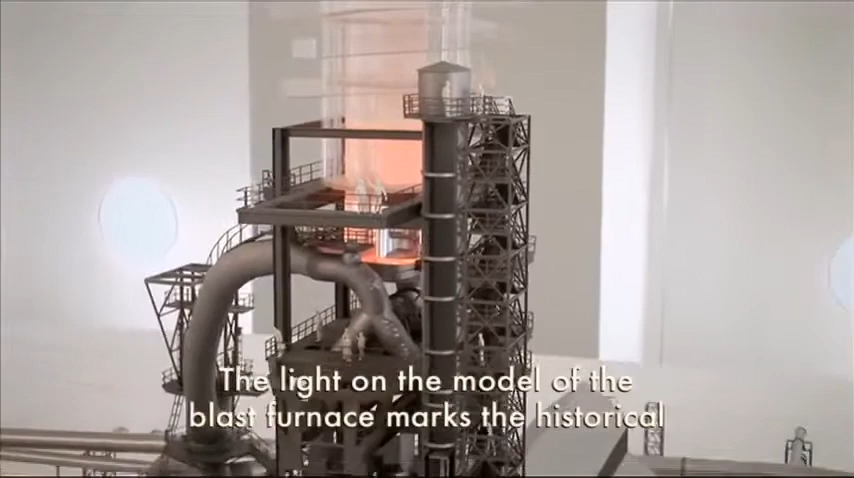 The light on the model of the
blast furnace marks the historical